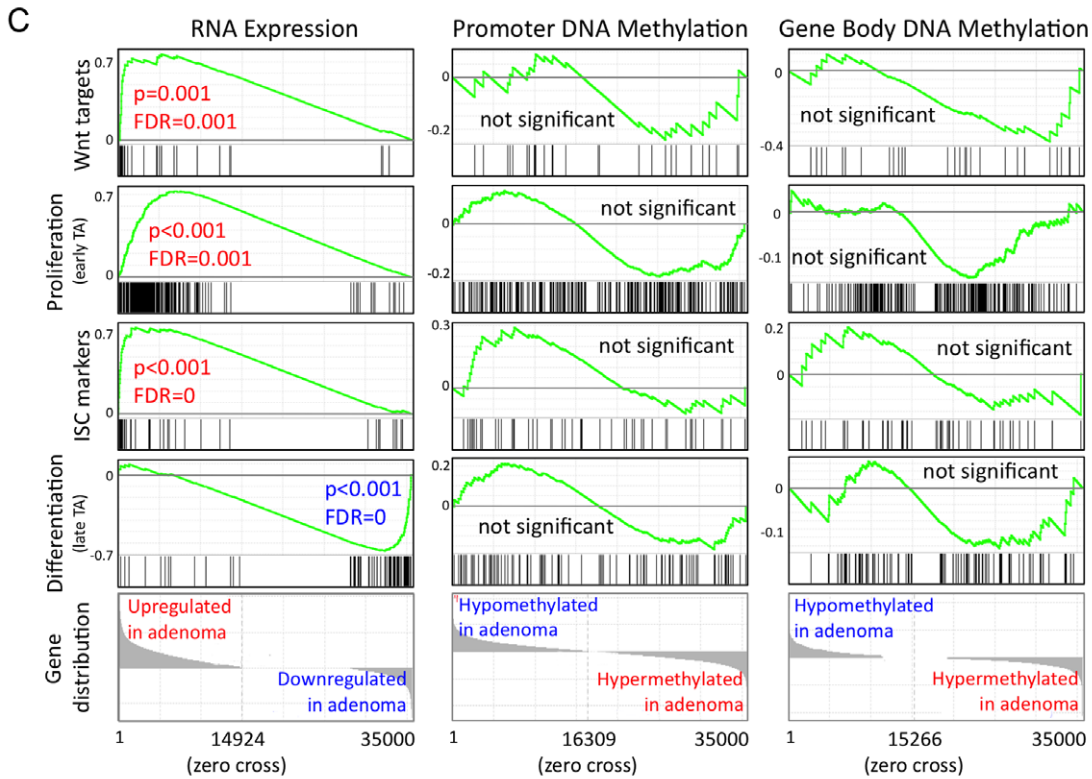 C
RNA Expression
Promoter DNA Methylation
Gene Body DNA Methylation
Wnt targets
0.7
p=0.001
FDR=0.001
0
0
not significant
-0.2
0
not significant
-0.4
Proliferation
(early TA)
0.7
p<0.001
FDR=0.001
0
not significant
0
-0.2
0
not significant
-0.1
ISC markers
0.7
p<0.001
FDR=0
0
0.3
not significant
0
0.2
not significant
0
Differentiation
(late TA)
0
p<0.001
FDR=0
-0.7
0.2
0
not significant
not significant
0
-0.1
Gene
distribution
Upregulated
in adenoma
Downregulated
in adenoma
Hypomethylated
in adenoma
Hypermethylated
in adenoma
Hypomethylated
in adenoma
Hypermethylated
in adenoma
1 14924 35000
(zero cross)
1 16309 35000
(zero cross)
1 15266 35000
(zero cross)